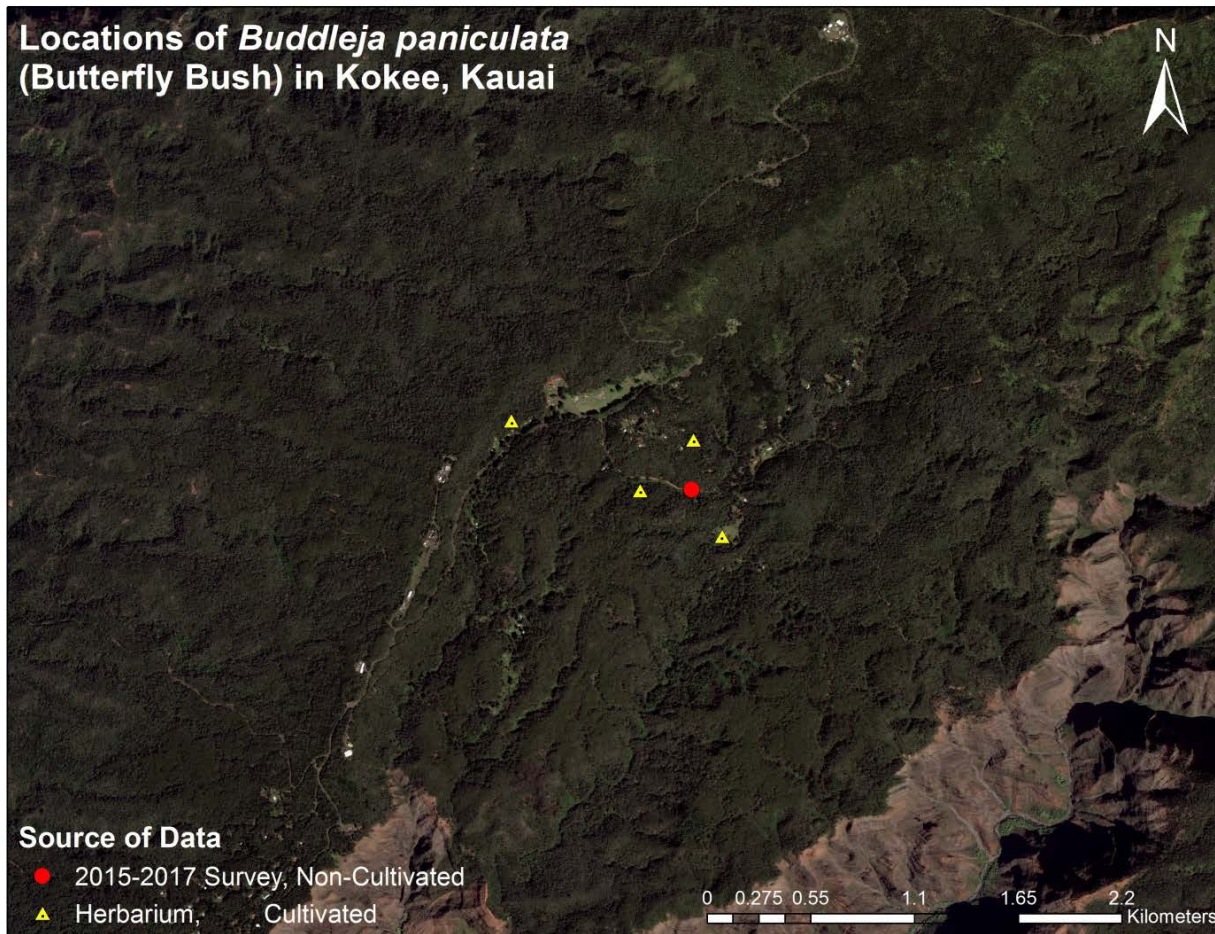 Locations of Buddleja paniculata
(Butterfly Bush) in Kokee, Kauai
N
Source of Data
2015-2017 Survey, Non-Cultivated
Herbarium, Cultivated
0 0.275 0.55 1.1 1.65 2.2
Kilometers